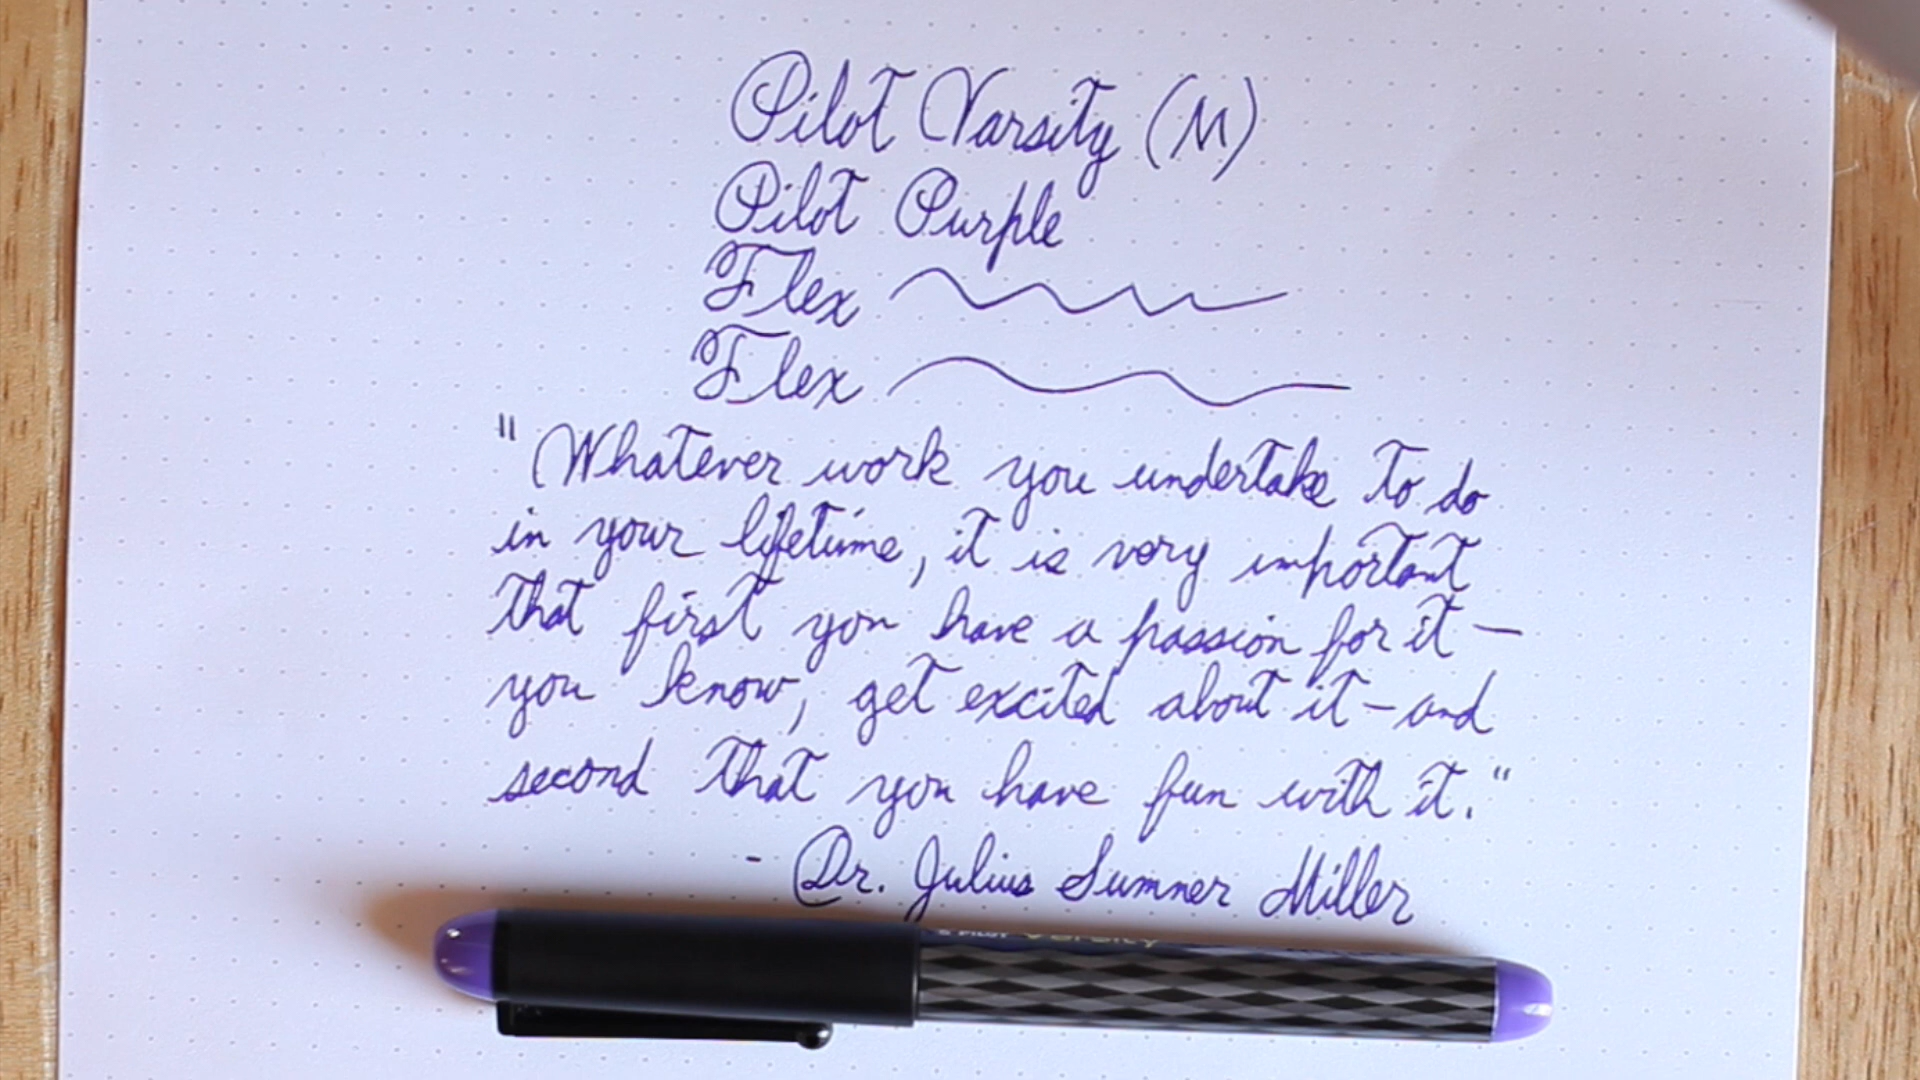 Pilot Varsity (M)
Pilot Purple
Flex
Flex
"Whatever work you undertake to do
in your lifetime, it is very important
that first you have a passion for it—
you know, get excited about it—and
second that you have fun with it."
- Dr. Julius Sumner Miller
PILOT Varsity